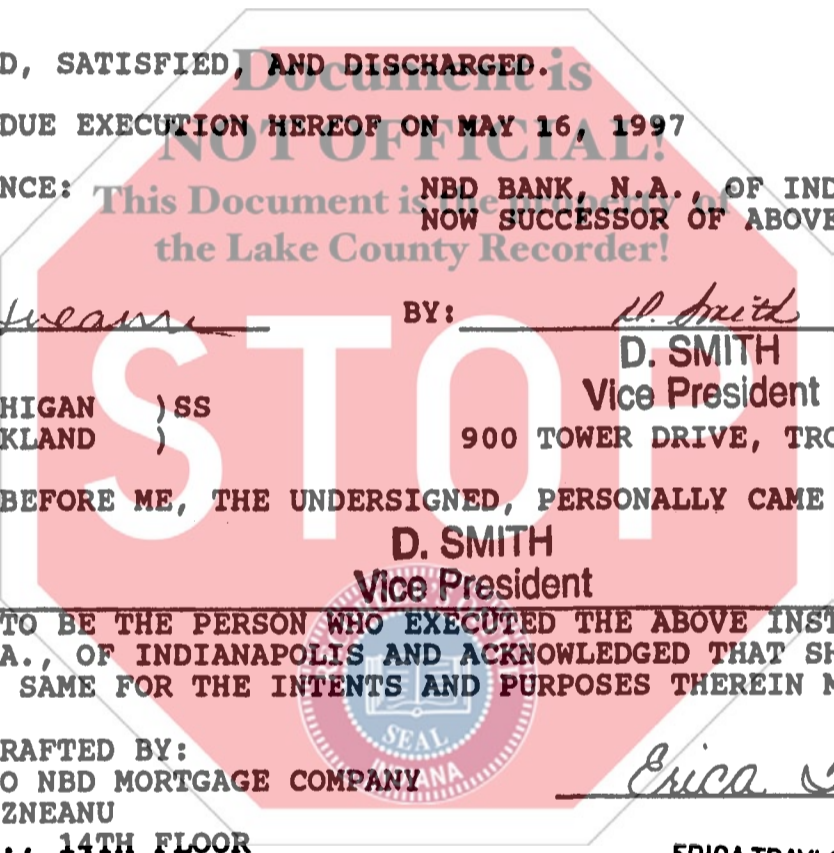 D, SATISFIED, AND DISCHARGED.
Document is
DUE EXECUTION HEREOF ON MAY 16, 1997
NOT OFFICIAL!
NCE: NBD BANK, N.A., OF IND
This Document is the property of
NOW SUCCESSOR OF ABOVE
the Lake County Recorder!
BY: D. Smith
D. SMITH
Vice President
STOP
HIGAN )SS
KLAND ) 900 TOWER DRIVE, TRO
BEFORE ME, THE UNDERSIGNED, PERSONALLY CAME
D. SMITH
Vice President
TO BE THE PERSON WHO EXECUTED THE ABOVE INST
A., OF INDIANAPOLIS AND ACKNOWLEDGED THAT SH
SAME FOR THE INTENTS AND PURPOSES THEREIN M
SEAL
INDIANA
RAFTED BY:
O NBD MORTGAGE COMPANY
Erica
ZNEANU
., 14TH FLOOR